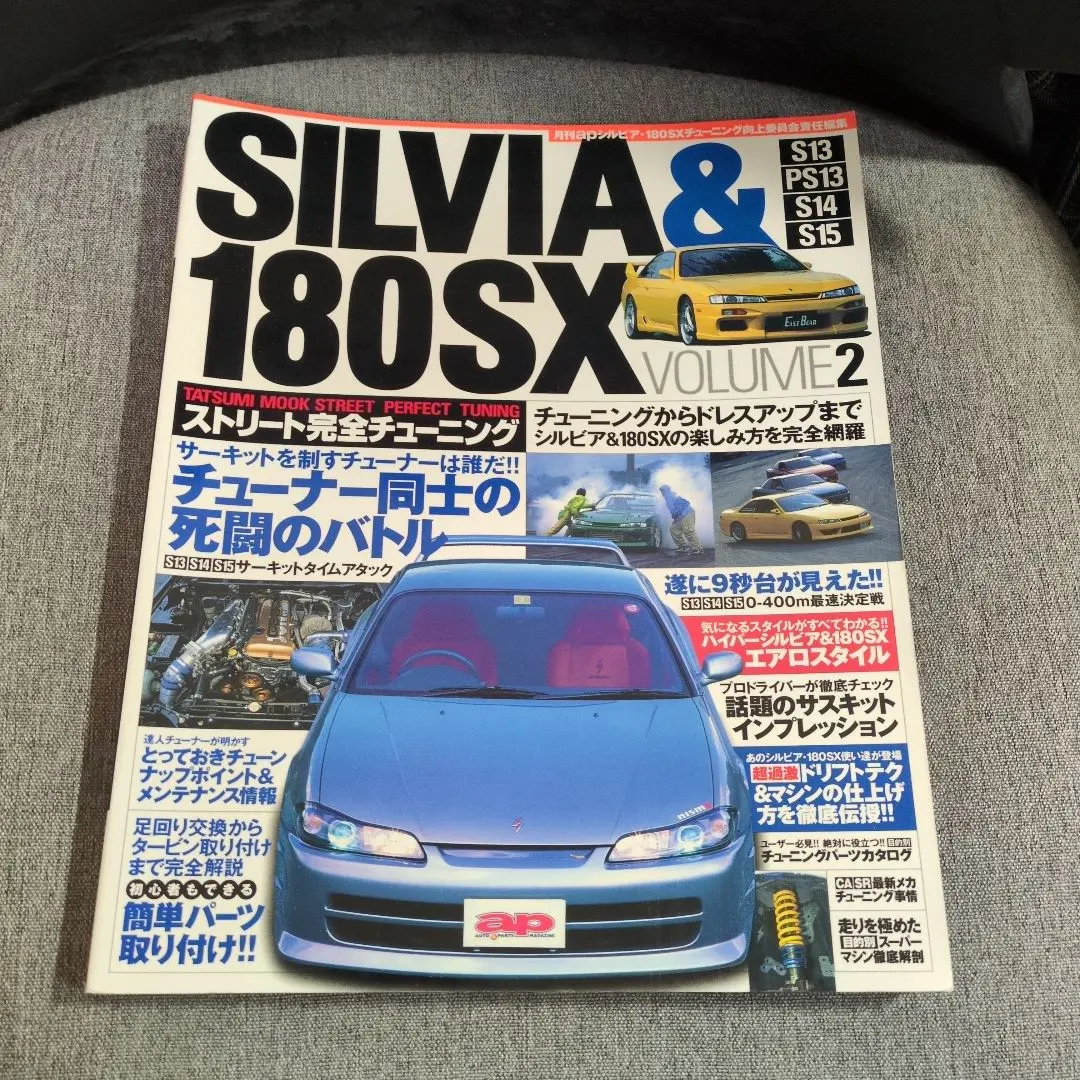 月刊apシルビア・180SXチューニング向上委員会責任編集
SILVIA &
180SX
S13
PS13
S14
S15
EAST BEAR
VOLUME 2
TATSUMI MOOK STREET PERFECT TUNING
ストリート完全チューニング
チューニングからドレスアップまで
シルビア&180SXの楽しみ方を完全網羅
サーキットを制すチューナーは誰だ!!
チューナー同士の
死闘のバトル
S13 S14 S15 サーキットタイムアタック
遂に9秒台が見えた!!
S13 S14 S15 0-400m最速決定戦
気になるスタイルがすべてわかる!!
ハイパーシルビア&180SX
エアロスタイル
プロドライバーが徹底チェック
話題のサスキット
インプレッション
達人チューナーが明かす
とっておきチューン
ナップポイント&
メンテナンス情報
あのシルビア・180SX使い達が登場
超過激ドリフトテク
&マシンの仕上げ
方を徹底伝授!!
足回り交換から
タービン取り付け
まで完全解説
初心者もできる
簡単パーツ
取り付け!!
nismo
ap
AUTO PARTS MAGAZINE
ユーザー必見!! 絶対に役立つ!! 目的別
チューニングパーツカタログ
CA SR 最新メカ
チューニング事情
走りを極めた
目的別スーパー
マシン徹底解剖